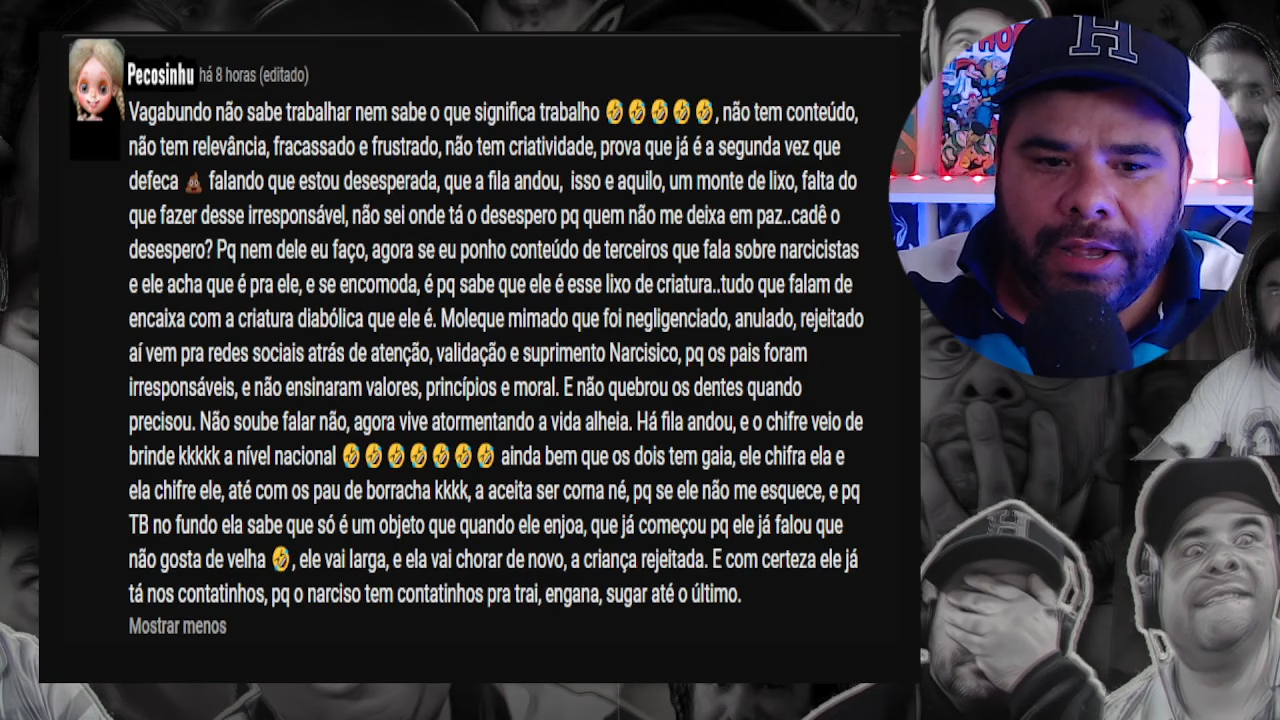 Pecosinhu há 8 horas (editado)
Vagabundo não sabe trabalhar nem sabe o que significa trabalho 🤣🤣🤣🤣🤣, não tem conteúdo,
não tem relevância, fracassado e frustrado, não tem criatividade, prova que já é a segunda vez que
defeca 💩 falando que estou desesperada, que a fila andou, isso e aquilo, um monte de lixo, falta do
que fazer desse irresponsável, não sei onde tá o desespero pq quem não me deixa em paz..cadê o
desespero? Pq nem dele eu faço, agora se eu ponho conteúdo de terceiros que fala sobre narcicistas
e ele acha que é pra ele, e se encomoda, é pq sabe que ele é esse lixo de criatura..tudo que falam de
encaixa com a criatura diabólica que ele é. Moleque mimado que foi negligenciado, anulado, rejeitado
aí vem pra redes sociais atrás de atenção, validação e suprimento Narcisico, pq os pais foram
irresponsáveis, e não ensinaram valores, princípios e moral. E não quebrou os dentes quando
precisou. Não soube falar não, agora vive atormentando a vida alheia. Há fila andou, e o chifre veio de
brinde kkkkk a nível nacional 🤣🤣🤣🤣🤣🤣🤣 ainda bem que os dois tem gaia, ele chifra ela e
ela chifre ele, até com os pau de borracha kkkk, a aceita ser corna né, pq se ele não me esquece, e pq
TB no fundo ela sabe que só é um objeto que quando ele enjoa, que já começou pq ele já falou que
não gosta de velha 🤣, ele vai larga, e ela vai chorar de novo, a criança rejeitada. E com certeza ele já
tá nos contatinhos, pq o narciso tem contatinhos pra trai, engana, sugar até o último.
Mostrar menos
H